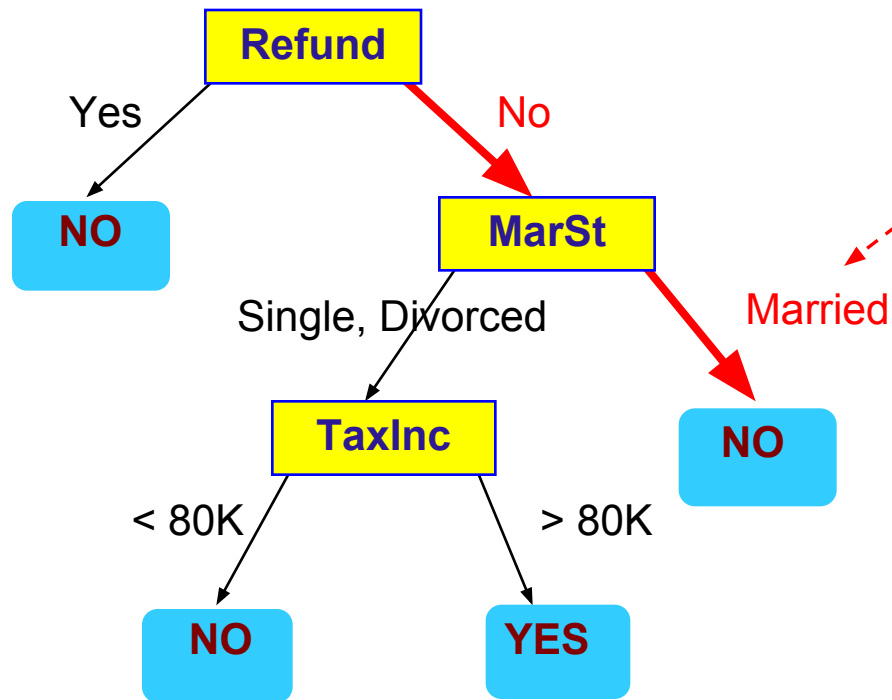 Refund
Yes
No
NO
MarSt
Single, Divorced
Married
TaxInc
NO
< 80K
> 80K
NO
YES